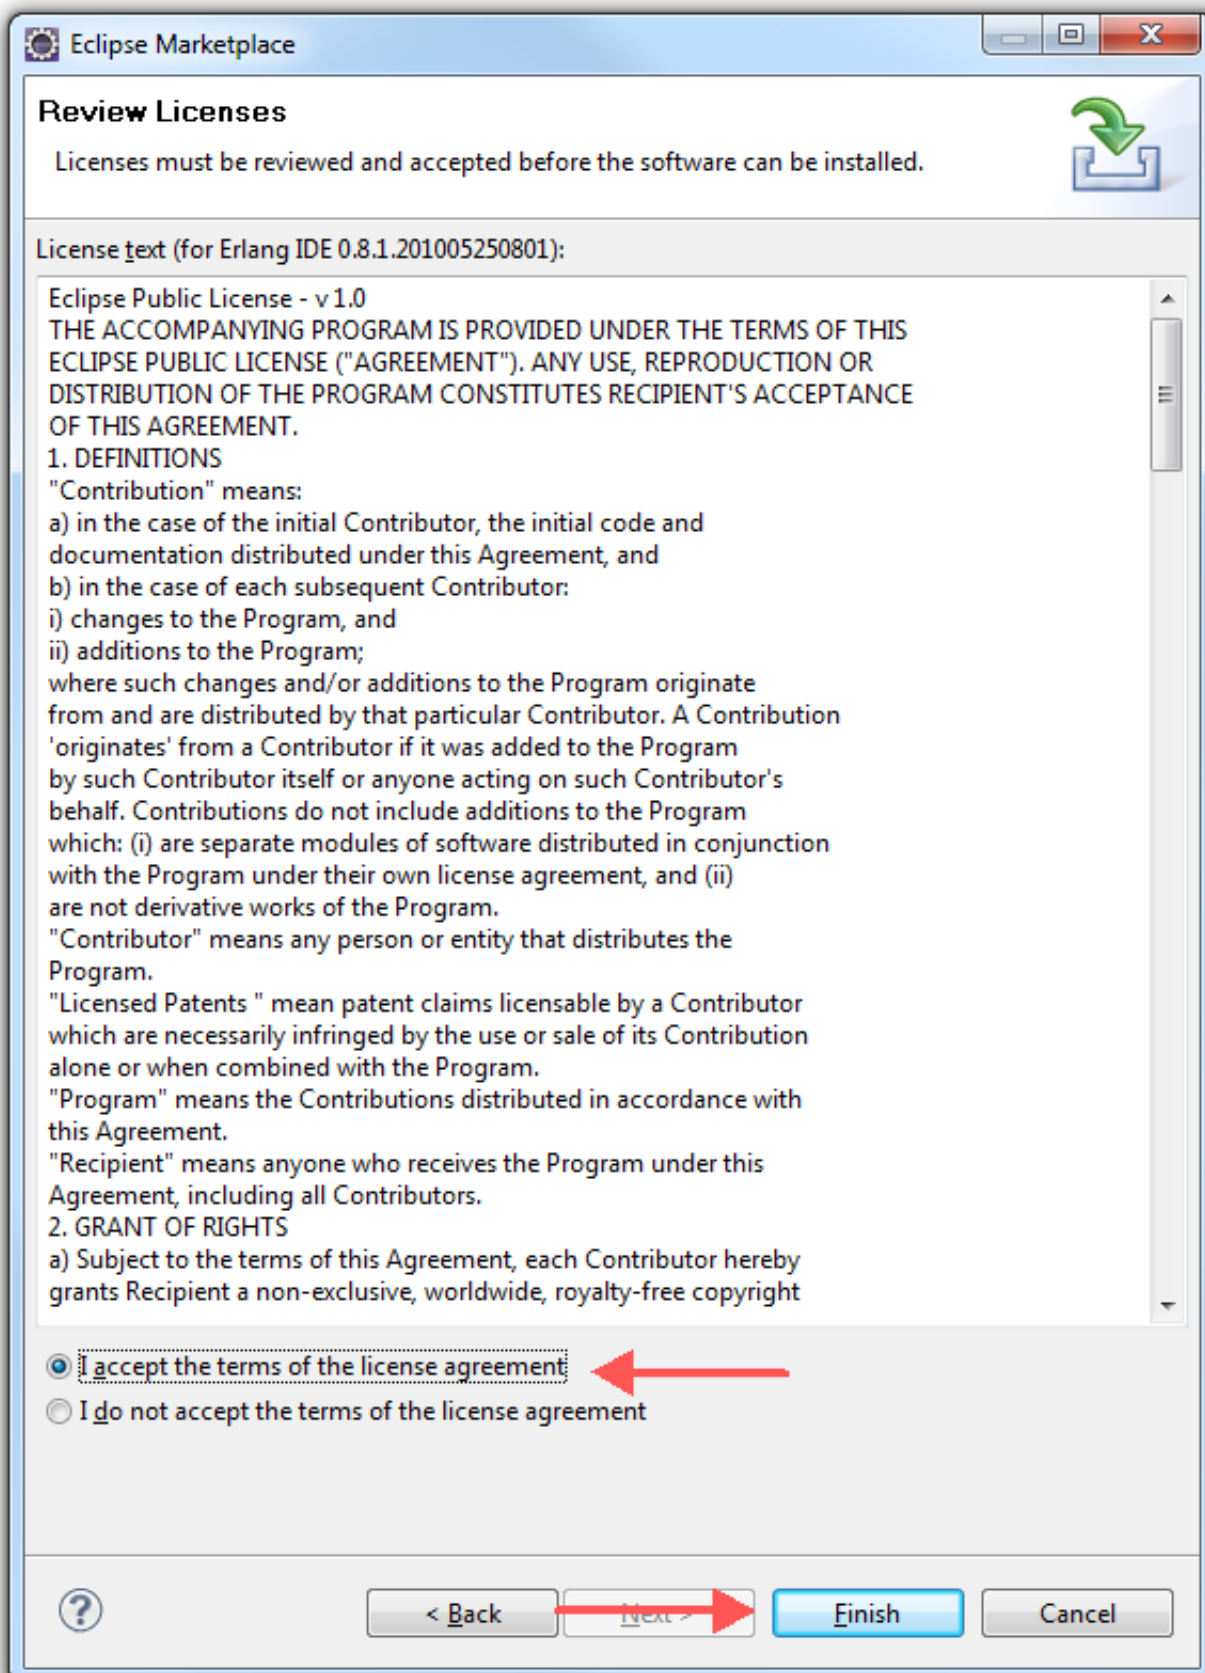 Eclipse Marketplace
Review Licenses
Licenses must be reviewed and accepted before the software can be installed.
License text (for Erlang IDE 0.8.1.201005250801):
Eclipse Public License - v 1.0
THE ACCOMPANYING PROGRAM IS PROVIDED UNDER THE TERMS OF THIS
ECLIPSE PUBLIC LICENSE ("AGREEMENT"). ANY USE, REPRODUCTION OR
DISTRIBUTION OF THE PROGRAM CONSTITUTES RECIPIENT'S ACCEPTANCE
OF THIS AGREEMENT.
1. DEFINITIONS
"Contribution" means:
a) in the case of the initial Contributor, the initial code and
documentation distributed under this Agreement, and
b) in the case of each subsequent Contributor:
i) changes to the Program, and
ii) additions to the Program;
where such changes and/or additions to the Program originate
from and are distributed by that particular Contributor. A Contribution
'originates' from a Contributor if it was added to the Program
by such Contributor itself or anyone acting on such Contributor's
behalf. Contributions do not include additions to the Program
which: (i) are separate modules of software distributed in conjunction
with the Program under their own license agreement, and (ii)
are not derivative works of the Program.
"Contributor" means any person or entity that distributes the
Program.
"Licensed Patents " mean patent claims licensable by a Contributor
which are necessarily infringed by the use or sale of its Contribution
alone or when combined with the Program.
"Program" means the Contributions distributed in accordance with
this Agreement.
"Recipient" means anyone who receives the Program under this
Agreement, including all Contributors.
2. GRANT OF RIGHTS
a) Subject to the terms of this Agreement, each Contributor hereby
grants Recipient a non-exclusive, worldwide, royalty-free copyright
I accept the terms of the license agreement
I do not accept the terms of the license agreement
? < Back Next > Finish Cancel